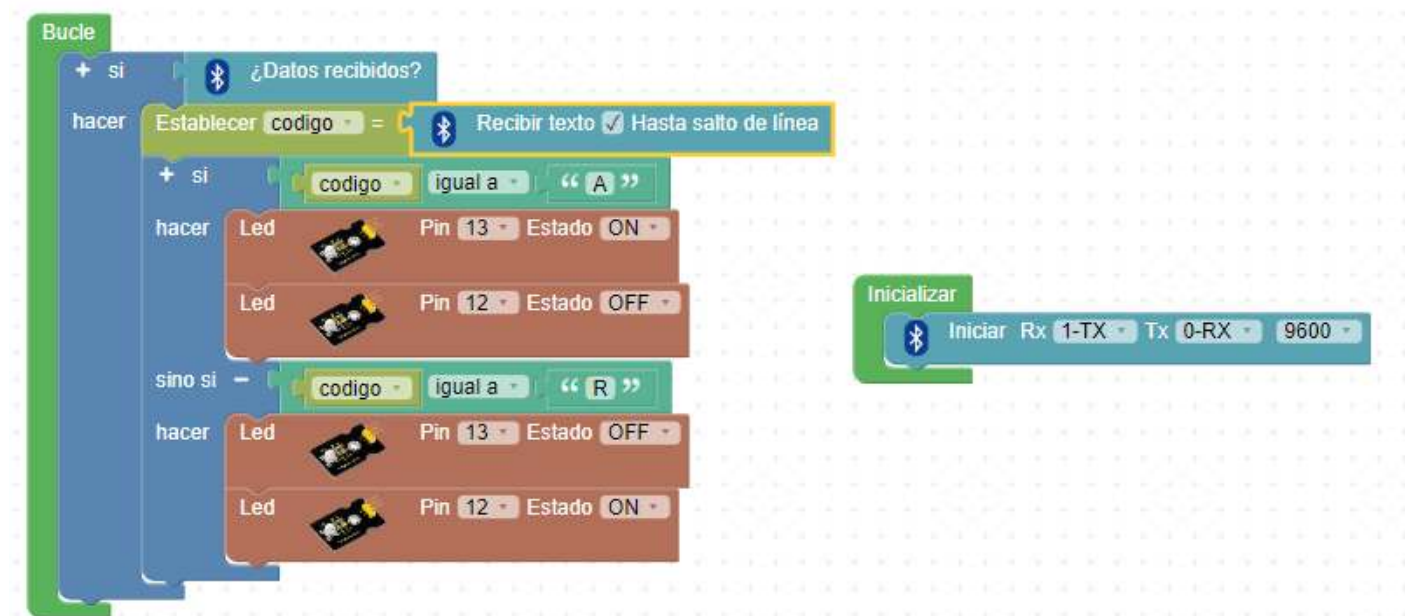 Bucle
+ si ¿Datos recibidos?
hacer Establecer codigo = Recibir texto Hasta salto de línea
+ si codigo igual a “ A ”
hacer Led Pin 13 Estado ON
Led Pin 12 Estado OFF
sino si − codigo igual a “ R ”
hacer Led Pin 13 Estado OFF
Led Pin 12 Estado ON
Inicializar
Iniciar Rx 1-TX Tx 0-RX 9600